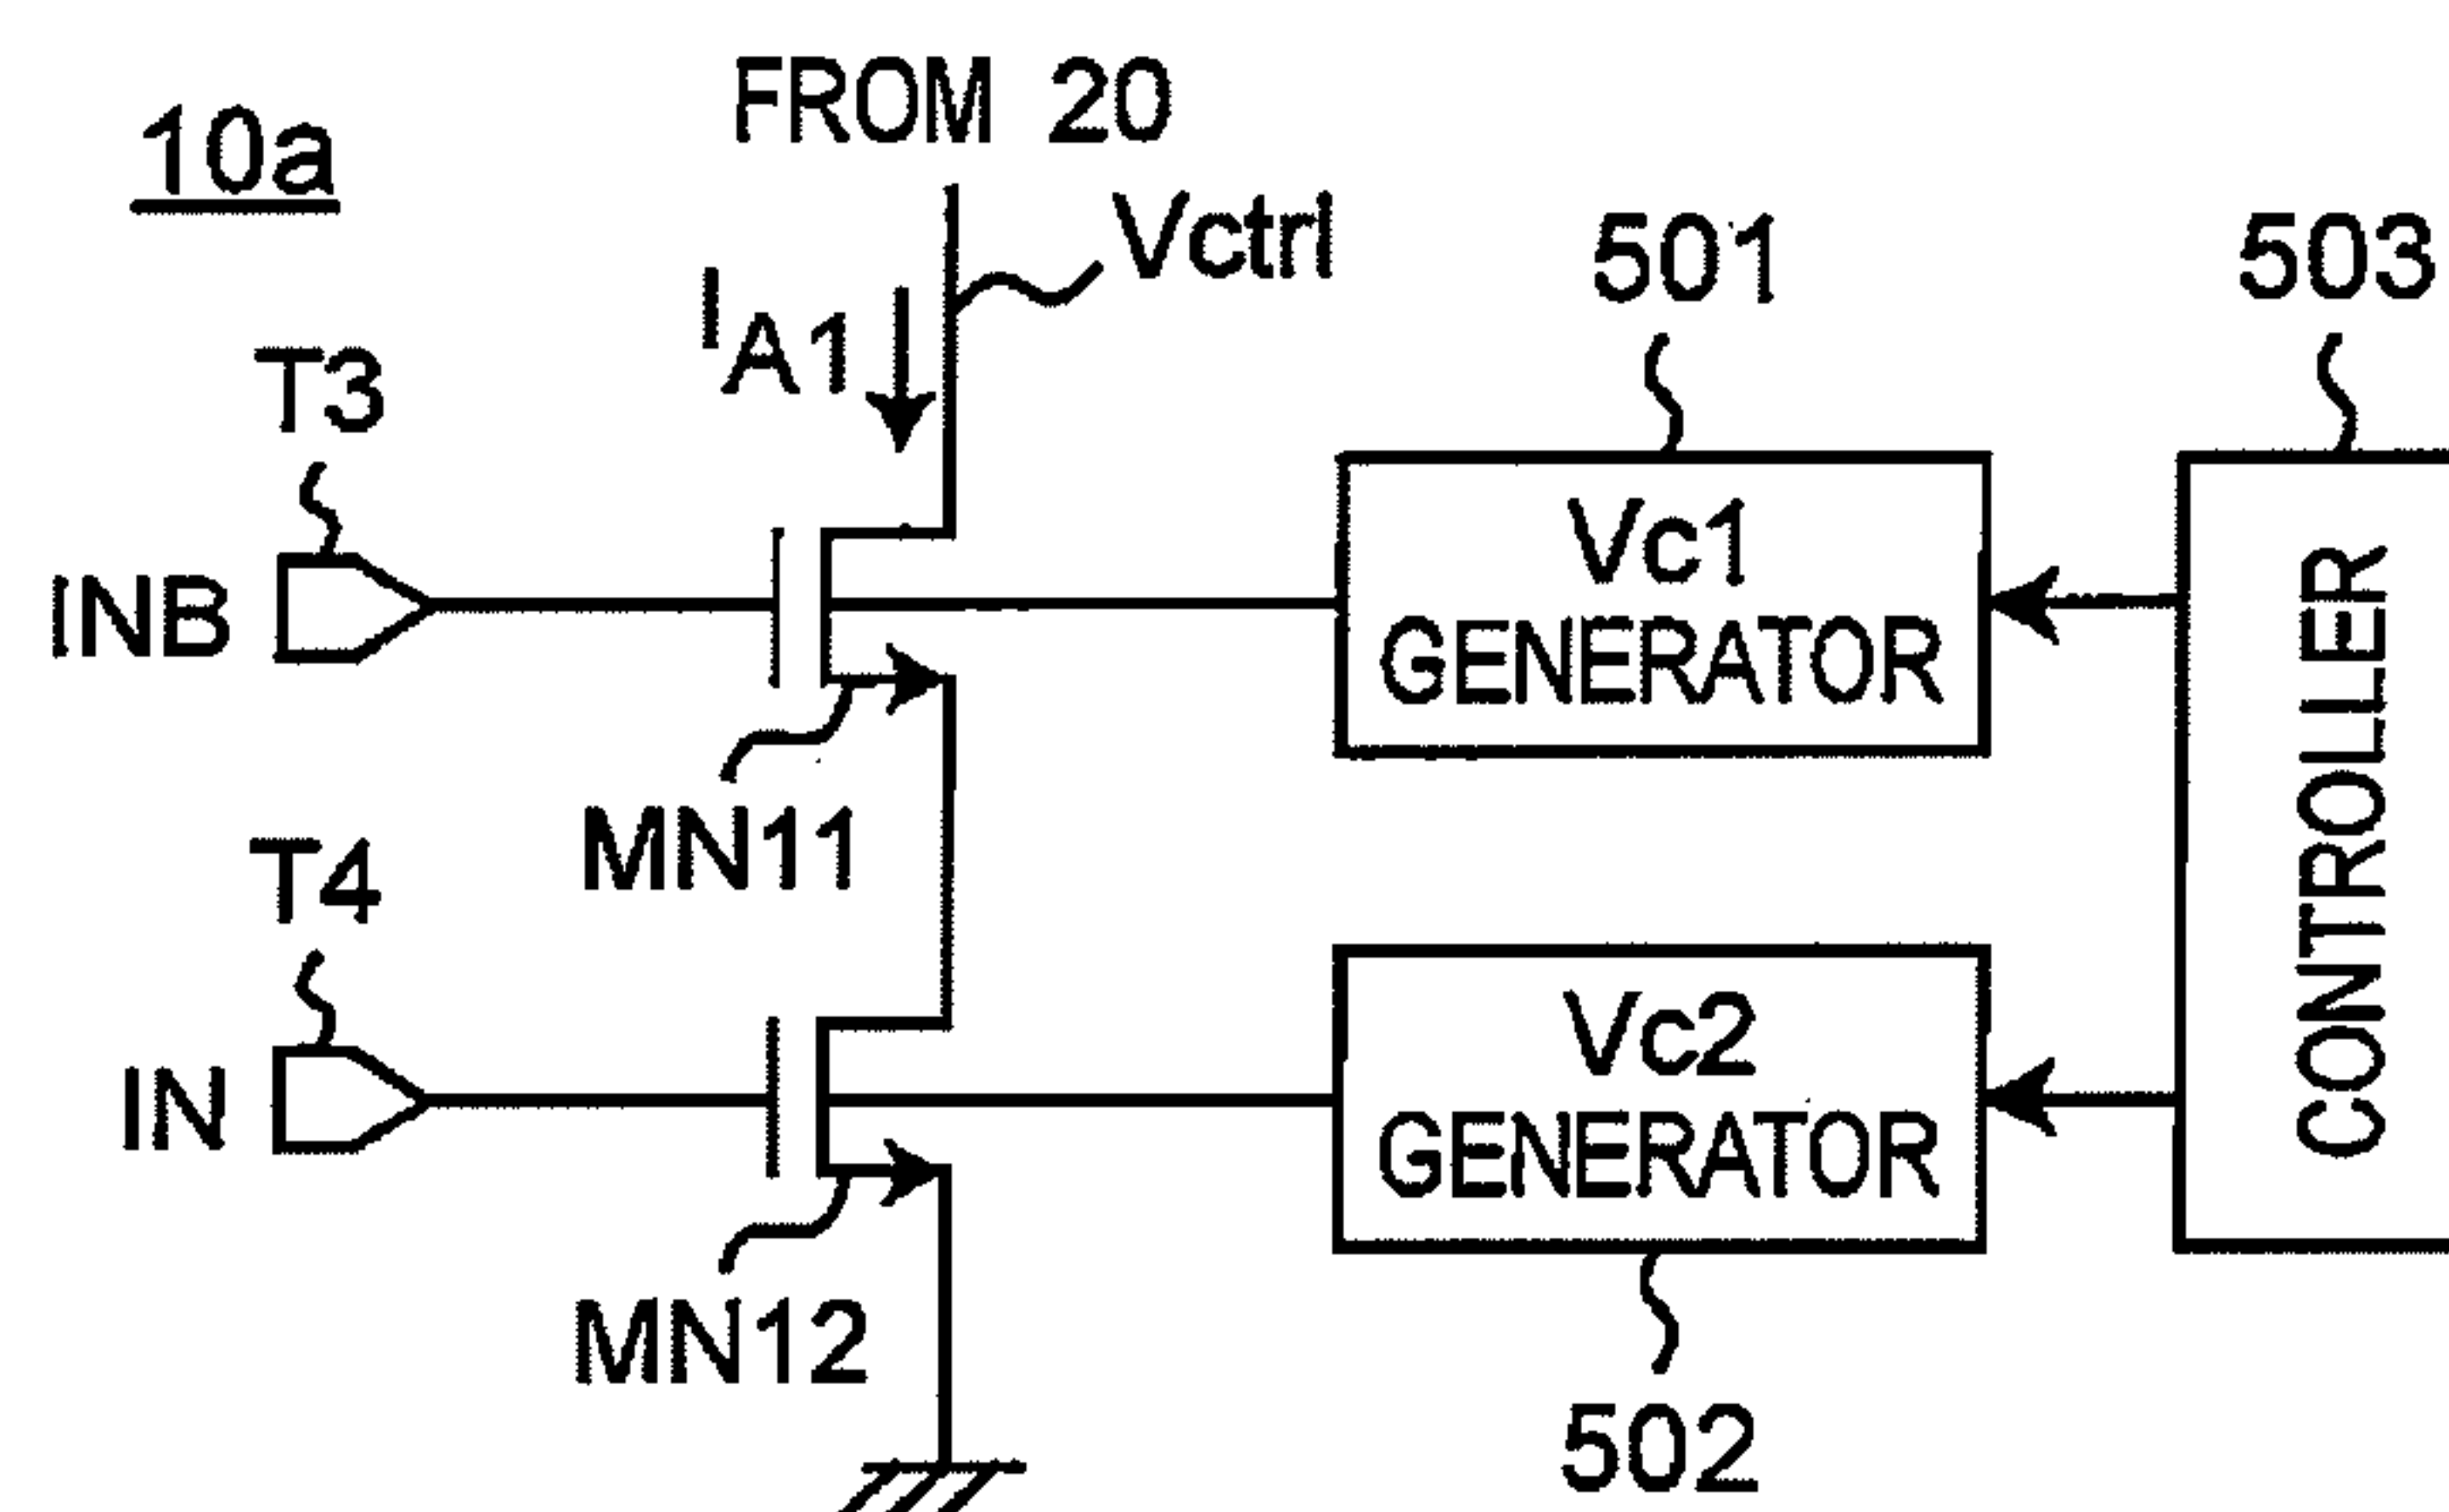 10a
FROM 20
Vctrl
IA1
501
503
T3
INB
Vc1
GENERATOR
MN11
CONTROLLER
T4
IN
Vc2
GENERATOR
MN12
502